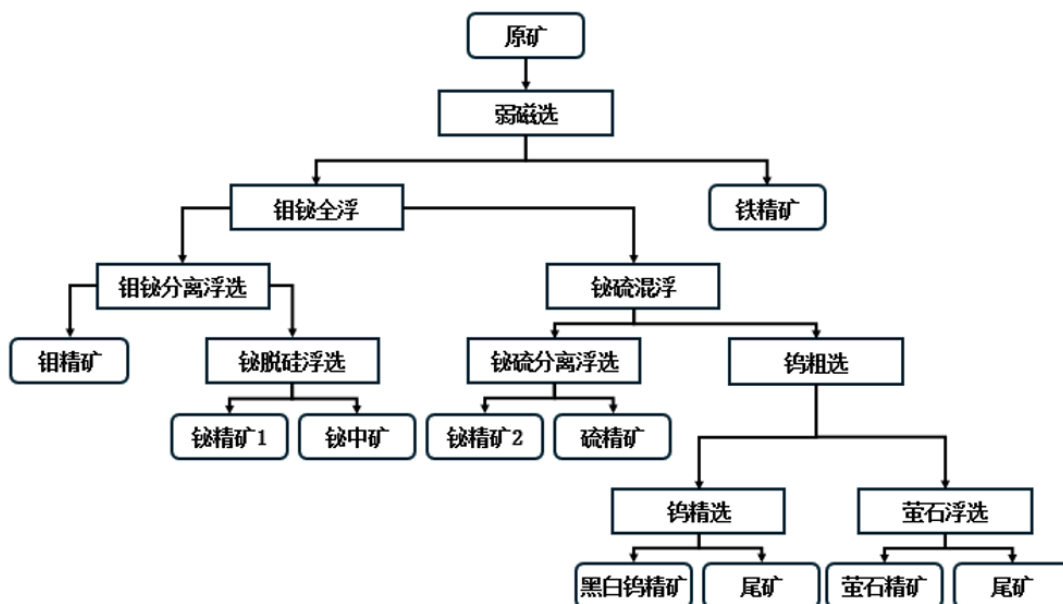 原矿
弱磁选
钼铋全浮
铁精矿
钼铋分离浮选
铋硫混浮
钼精矿
铋脱硅浮选
铋硫分离浮选
钨粗选
铋精矿1
铋中矿
铋精矿2
硫精矿
钨精选
萤石浮选
黑白钨精矿
尾矿
萤石精矿
尾矿